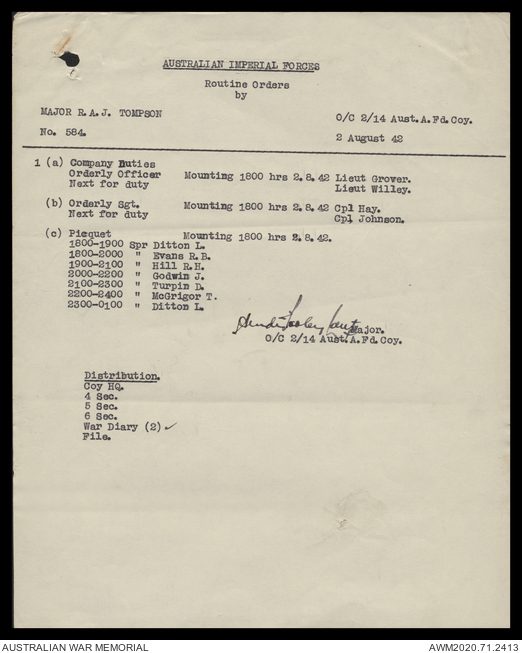 AUSTRALIAN IMPERIAL FORCES
Routine Orders
by
MAJOR R.A.J. TOMPSON
O/C 2/14 Aust.A.Fd.Coy.
No. 584.
2 August 42
1 (a) Company Duties
Orderly Officer Mounting 1800 hrs 2.8.42 Lieut Grover.
Next for duty Lieut Willey.
(b) Orderly Sgt. Mounting 1800 hrs 2.8.42 Cpl Hay.
Next for duty Cpl Johnson.
(c) Picquet Mounting 1800 hrs 2.8.42.
1800-1900 Spr Ditton L.
1800-2000 " Evans R.B.
1900-2100 " Hill R.H.
2000-2200 " Godwin J.
2100-2300 " Turpin D.
2200-2400 " McGrigor T.
2300-0100 " Ditton L.
Major.
O/C 2/14 Aust.A.Fd.Coy.
Distribution.
Coy HQ.
4 Sec.
5 Sec.
6 Sec.
War Diary (2) ✓
File.
AUSTRALIAN WAR MEMORIAL
AWM2020.71.2413